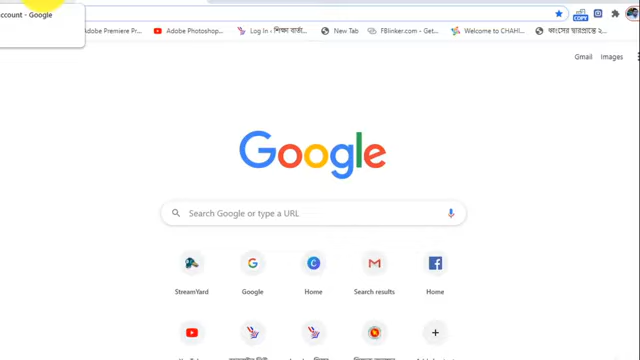 ccount - Google
Adobe Premiere Pr...
Adobe Photoshop...
Log In ‹ শিক্ষা বার্তা...
New Tab
FBlinker.com - Get...
Welcome to CHAHI...
COPY
Gmail
Images
Google
Search Google or type a URL
StreamYard
Google
Home
Search results
Home